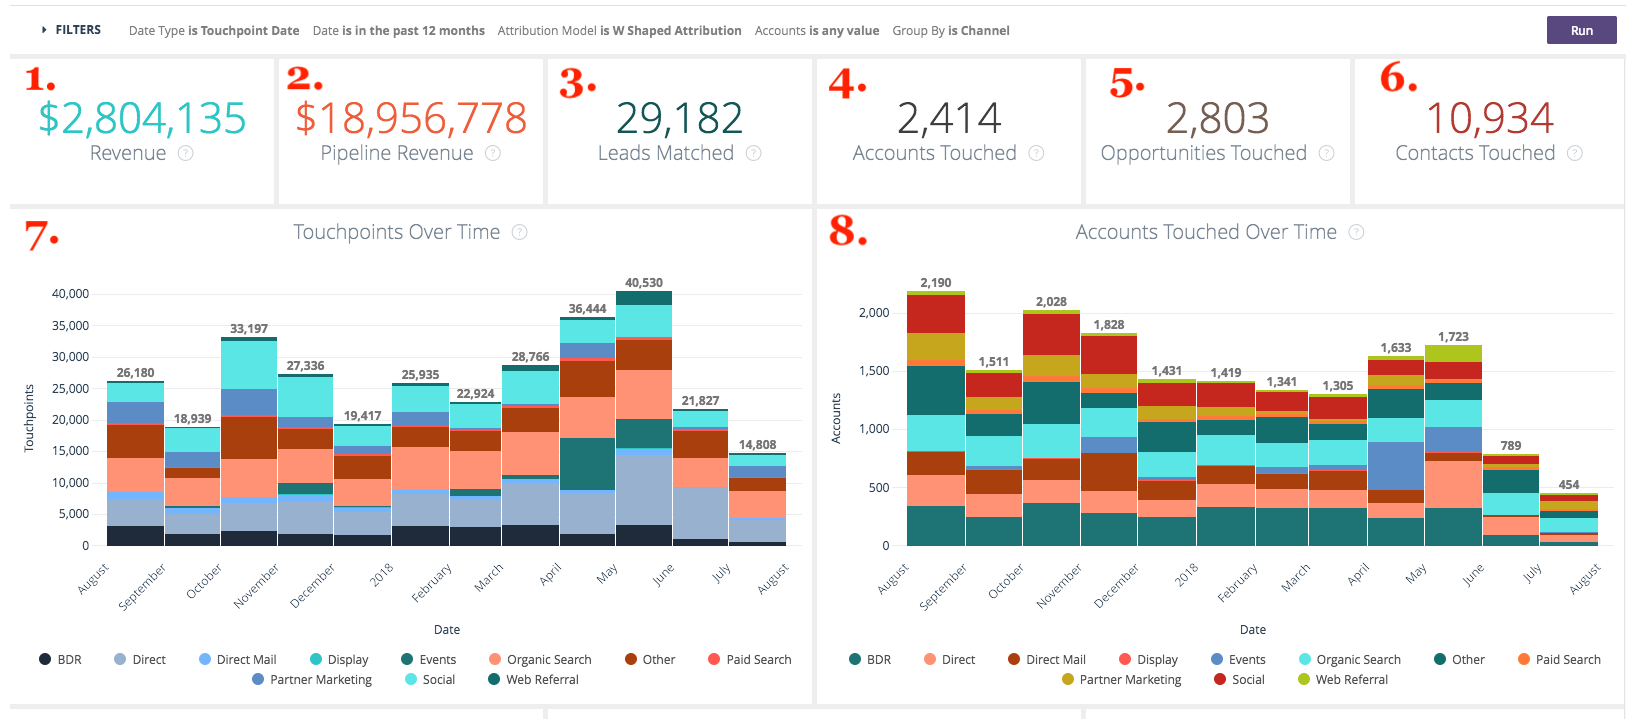 FILTERS Date Type is Touchpoint Date Date is in the past 12 months Attribution Model is W Shaped Attribution Accounts is any value Group By is Channel Run
1. 2. 3. 4. 5. 6.
$2,804,135 $18,956,778 29,182 2,414 2,803 10,934
Revenue ? Pipeline Revenue ? Leads Matched ? Accounts Touched ? Opportunities Touched ? Contacts Touched ?
7.
Touchpoints Over Time ?
Touchpoints
40,000
35,000
30,000
25,000
20,000
15,000
10,000
5,000
0
26,180
18,939
33,197
27,336
19,417
25,935
22,924
28,766
36,444
40,530
21,827
14,808
August September October November December 2018 February March April May June July August
Date
BDR Direct Direct Mail Display Events Organic Search Other Paid Search
Partner Marketing Social Web Referral
8.
Accounts Touched Over Time ?
Accounts
2,000
1,500
1,000
500
0
2,190
1,511
2,028
1,828
1,431
1,419
1,341
1,305
1,633
1,723
789
454
August September October November December 2018 February March April May June July August
Date
BDR Direct Direct Mail Display Events Organic Search Other Paid Search
Partner Marketing Social Web Referral